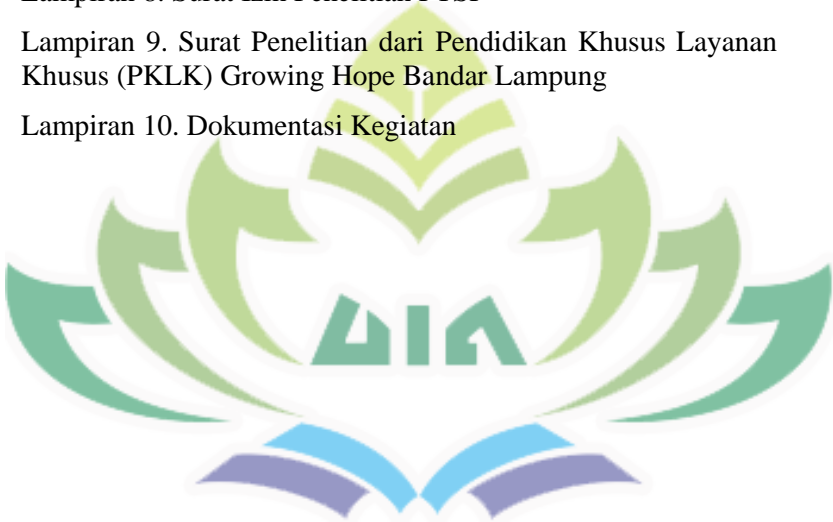 Lampiran 9. Surat Penelitian dari Pendidikan Khusus Layanan
Khusus (PKLK) Growing Hope Bandar Lampung
Lampiran 10. Dokumentasi Kegiatan
UIN